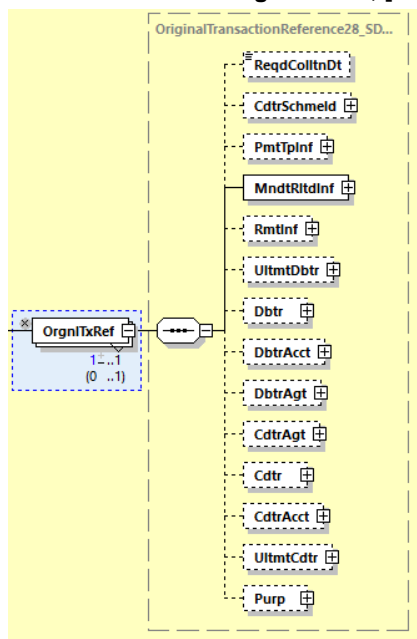 OriginalTransactionReference28_SD...
ReqdColltnDt
CdtrSchmeId
PmtTpInf
MndtRltdInf
RmtInf
UltmtDbtr
OrgnlTxRef
1..1
(0 ..1)
Dbtr
DbtrAcct
DbtrAgt
CdtrAgt
Cdtr
CdtrAcct
UltmtCdtr
Purp